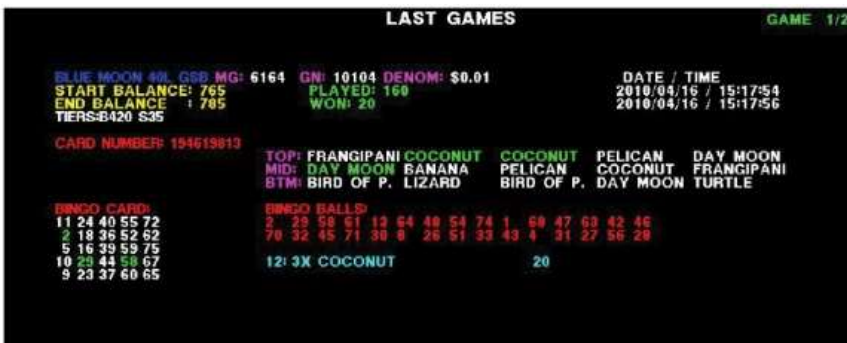 LAST GAMES
GAME 1/2
BLUE MOON 40L GSB MG: 6164 GN: 10104 DENOM: $0.01 DATE / TIME
START BALANCE: 765 PLAYED: 160 2010/04/16 / 15:17:54
END BALANCE : 785 WON: 20 2010/04/16 / 15:17:56
TIERS:B420 S35
CARD NUMBER: 194619813
TOP: FRANGIPANI COCONUT COCONUT PELICAN DAY MOON
MID: DAY MOON BANANA PELICAN COCONUT FRANGIPANI
BTM: BIRD OF P. LIZARD BIRD OF P. DAY MOON TURTLE
BINGO CARD: BINGO BALLS:
11 24 40 55 72 2 29 58 61 13 64 40 54 74 1 60 47 63 42 46
2 18 36 52 62 70 32 45 71 30 8 26 51 33 43 4 31 27 56 20
5 16 39 59 75
10 29 44 58 67 12: 3X COCONUT 20
9 23 37 60 65